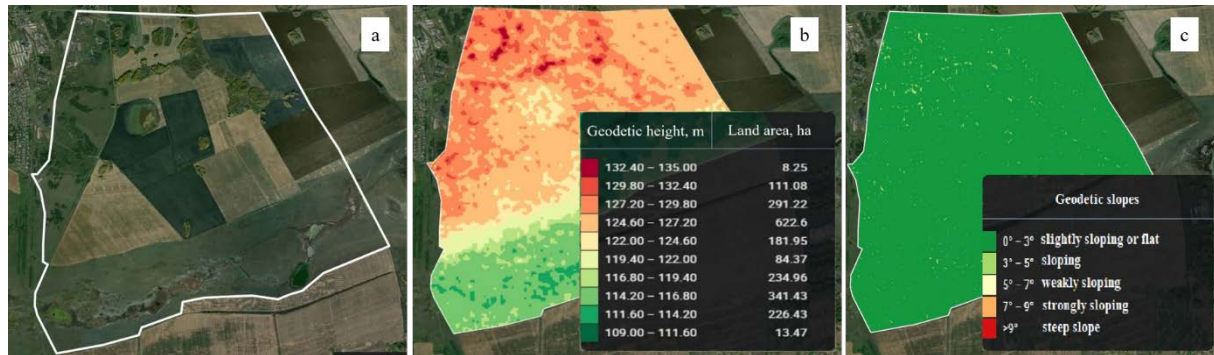 a
b
Geodetic height, m Land area, ha
132.40 – 135.00 8.25
129.80 – 132.40 111.08
127.20 – 129.80 291.22
124.60 – 127.20 622.6
122.00 – 124.60 181.95
119.40 – 122.00 84.37
116.80 – 119.40 234.96
114.20 – 116.80 341.43
111.60 – 114.20 226.43
109.00 – 111.60 13.47
c
Geodetic slopes
0° – 3° slightly sloping or flat
3° – 5° sloping
5° – 7° weakly sloping
7° – 9° strongly sloping
>9° steep slope